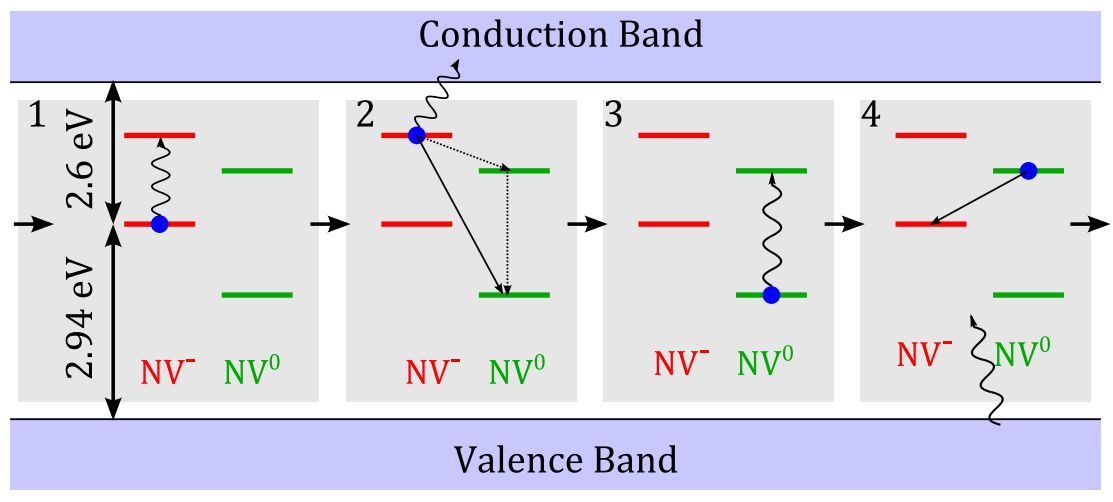 Conduction Band
1
2.6 eV
2.94 eV
NV⁻ NV⁰
2
NV⁻ NV⁰
3
NV⁻ NV⁰
4
NV⁻ NV⁰
Valence Band